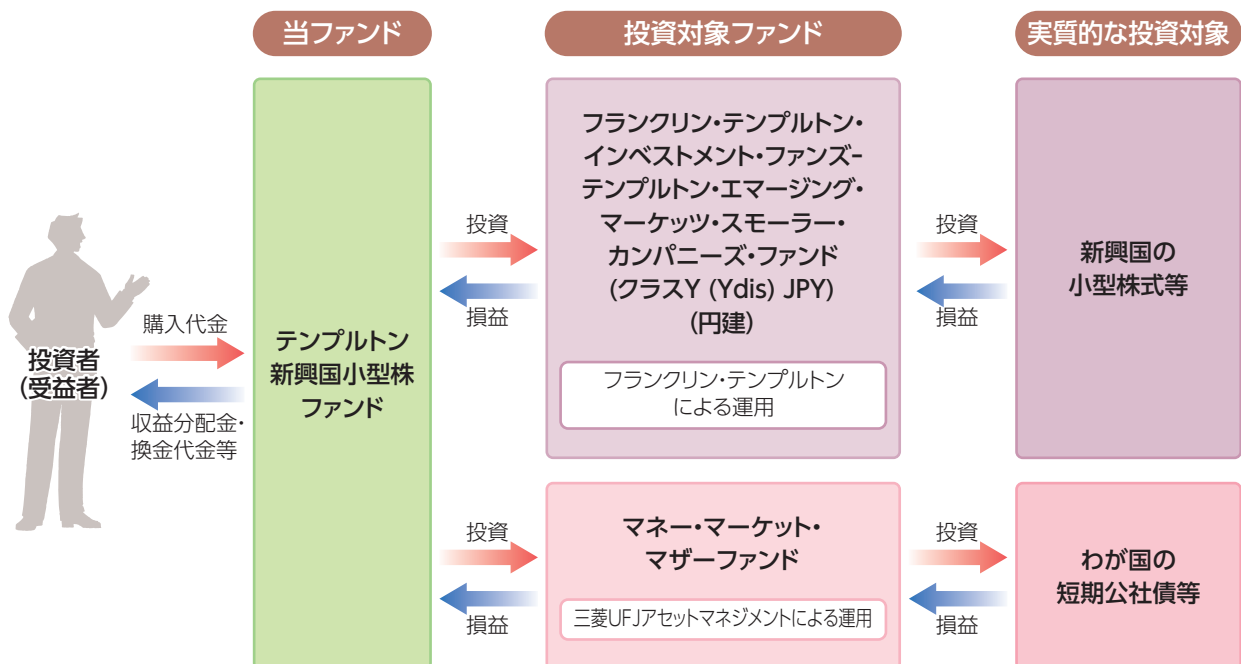 当ファンド
投資対象ファンド
実質的な投資対象
投資者
(受益者)
購入代金
収益分配金・
換金代金等
テンプルトン
新興国小型株
ファンド
投資
損益
フランクリン・テンプルトン・
インベストメント・ファンズ-
テンプルトン・エマージング・
マーケッツ・スモーラー・
カンパニーズ・ファンド
(クラスY (Ydis) JPY)
(円建)
フランクリン・テンプルトン
による運用
投資
損益
新興国の
小型株式等
投資
損益
マネー・マーケット・
マザーファンド
三菱UFJアセットマネジメントによる運用
投資
損益
わが国の
短期公社債等